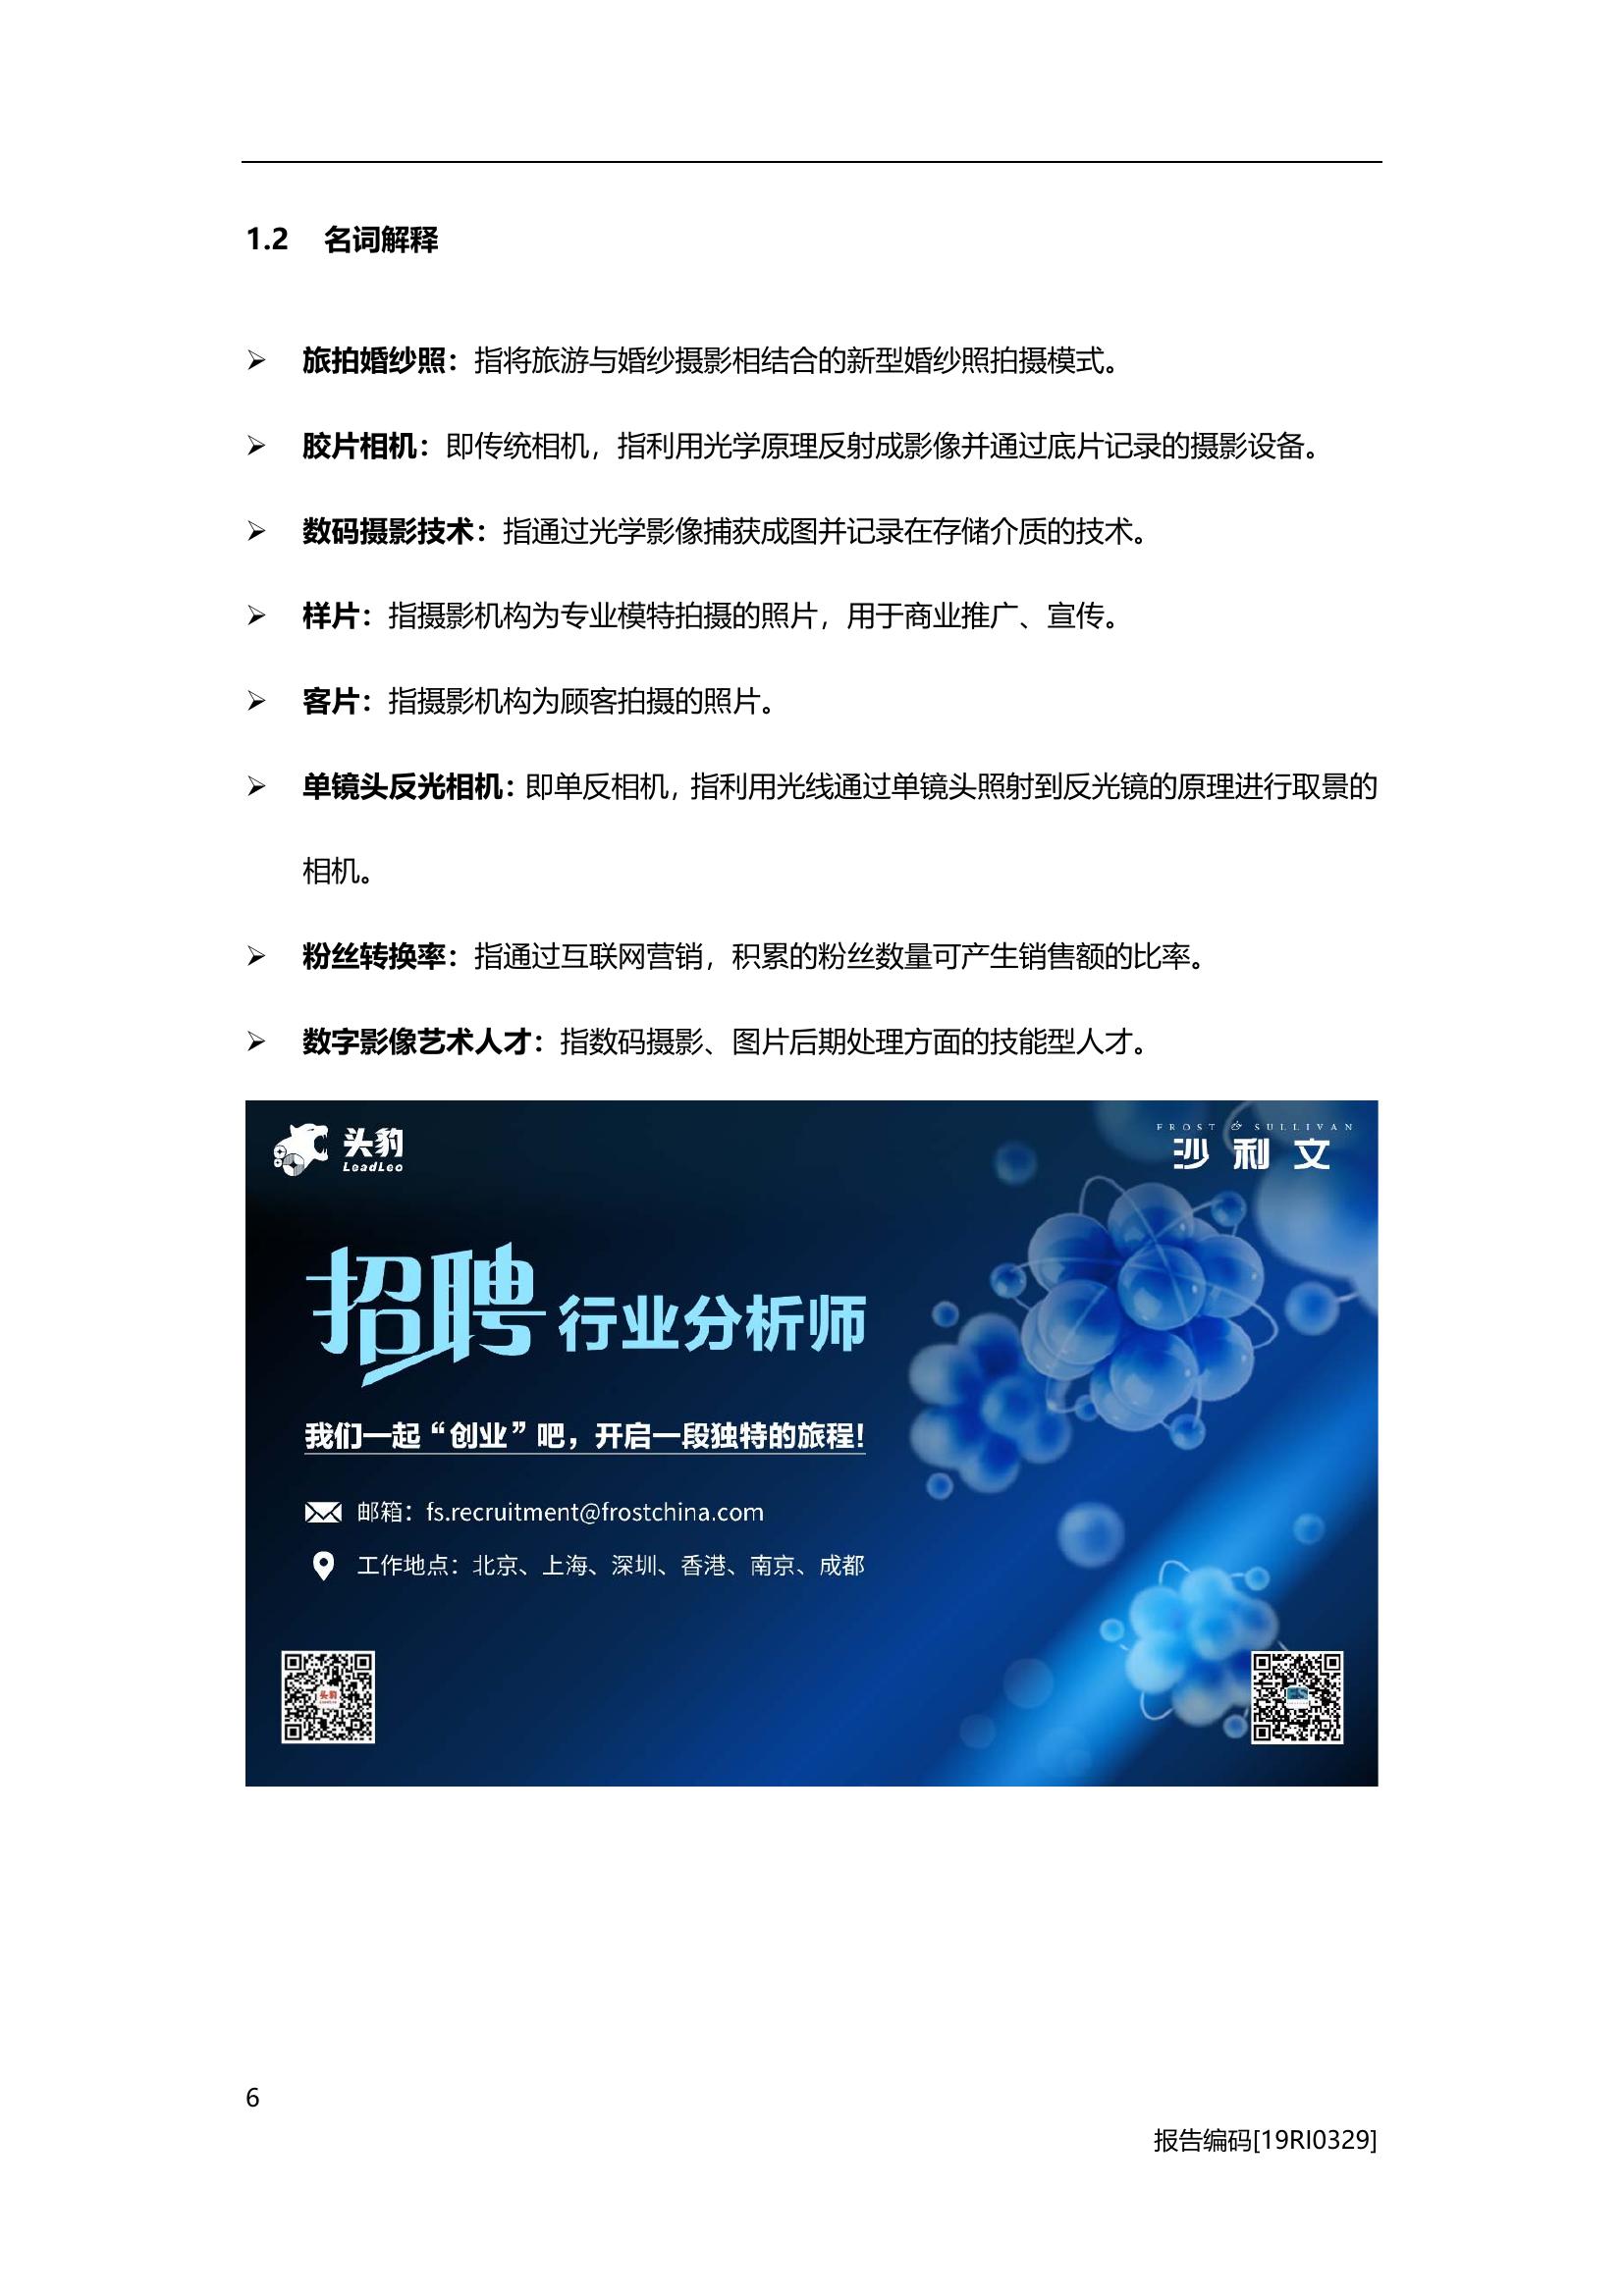 1.2 名词解释
➢ 旅拍婚纱照：指将旅游与婚纱摄影相结合的新型婚纱照拍摄模式。
➢ 胶片相机：即传统相机，指利用光学原理反射成影像并通过底片记录的摄影设备。
➢ 数码摄影技术：指通过光学影像捕获成图并记录在存储介质的技术。
➢ 样片：指摄影机构为专业模特拍摄的照片，用于商业推广、宣传。
➢ 客片：指摄影机构为顾客拍摄的照片。
➢ 单镜头反光相机：即单反相机，指利用光线通过单镜头照射到反光镜的原理进行取景的
相机。
➢ 粉丝转换率：指通过互联网营销，积累的粉丝数量可产生销售额的比率。
➢ 数字影像艺术人才：指数码摄影、图片后期处理方面的技能型人才。
头豹
LeadLeo
FROST & SULLIVAN
沙利文
招聘 行业分析师
我们一起“创业”吧，开启一段独特的旅程！
邮箱：fs.recruitment@frostchina.com
工作地点：北京、上海、深圳、香港、南京、成都
头豹
6
报告编码[19RI0329]